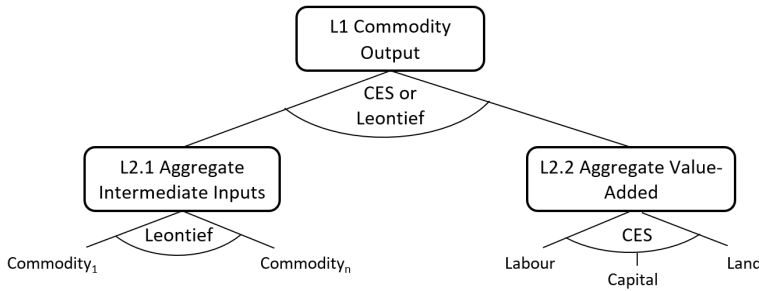 L1 Commodity
Output
CES or
Leontief
L2.1 Aggregate
Intermediate Inputs
L2.2 Aggregate Value-
Added
Leontief
CES
Commodity₁
Commodityₙ
Labour
Capital
Land